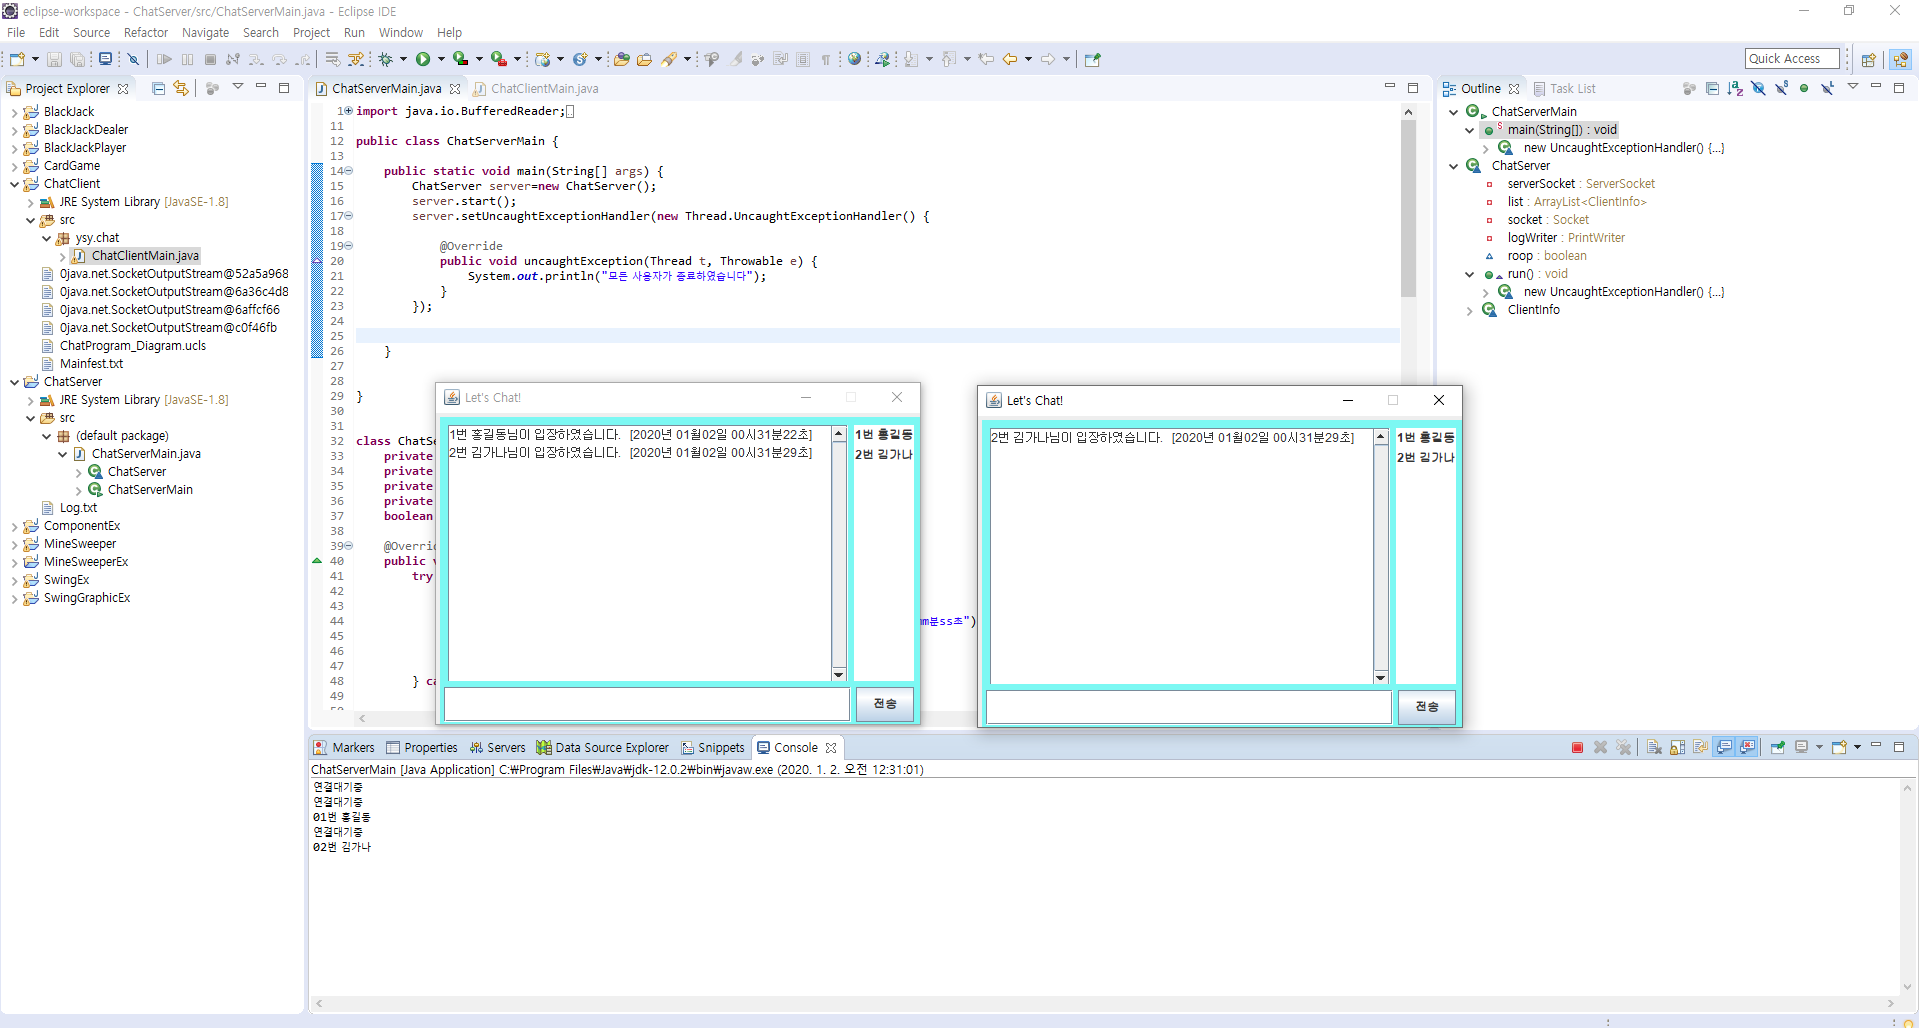 eclipse-workspace - ChatServer/src/ChatServerMain.java - Eclipse IDE
File Edit Source Refactor Navigate Search Project Run Window Help
Quick Access
Project Explorer
BlackJack
BlackJackDealer
BlackJackPlayer
CardGame
ChatClient
JRE System Library [JavaSE-1.8]
src
ysy.chat
ChatClientMain.java
0java.net.SocketOutputStream@52a5a968
0java.net.SocketOutputStream@6a36c4d8
0java.net.SocketOutputStream@6affcf66
0java.net.SocketOutputStream@c0f46fb
ChatProgram_Diagram.ucls
Mainfest.txt
ChatServer
JRE System Library [JavaSE-1.8]
src
(default package)
ChatServerMain.java
ChatServer
ChatServerMain
Log.txt
ComponentEx
MineSweeper
MineSweeperEx
SwingEx
SwingGraphicEx
ChatServerMain.java ChatClientMain.java
1 import java.io.BufferedReader;
11
12 public class ChatServerMain {
13
14 public static void main(String[] args) {
15 ChatServer server=new ChatServer();
16 server.start();
17 server.setUncaughtExceptionHandler(new Thread.UncaughtExceptionHandler() {
18
19 @Override
20 public void uncaughtException(Thread t, Throwable e) {
21 System.out.println("모든 사용자가 종료하였습니다");
22 }
23 });
24
25
26 }
27
28
29 }
30
31
32 class ChatSe
33 private
34 private
35 private
36 private
37 boolean
38
39 @Overric
40 public v
41 try
42
43
44 mm분ss초")
45
46
47
48 } ca
49
50
Let's Chat!
1번 홍길동님이 입장하였습니다. [2020년 01월02일 00시31분22초]
2번 김가나님이 입장하였습니다. [2020년 01월02일 00시31분29초]
1번 홍길동
2번 김가나
전송
Let's Chat!
2번 김가나님이 입장하였습니다. [2020년 01월02일 00시31분29초]
1번 홍길동
2번 김가나
전송
Outline Task List
ChatServerMain
main(String[]) : void
new UncaughtExceptionHandler() {...}
ChatServer
serverSocket : ServerSocket
list : ArrayList<ClientInfo>
socket : Socket
logWriter : PrintWriter
roop : boolean
run() : void
new UncaughtExceptionHandler() {...}
ClientInfo
Markers Properties Servers Data Source Explorer Snippets Console
ChatServerMain [Java Application] C:₩Program Files₩Java₩jdk-12.0.2₩bin₩javaw.exe (2020. 1. 2. 오전 12:31:01)
연결대기중
연결대기중
01번 홍길동
연결대기중
02번 김가나